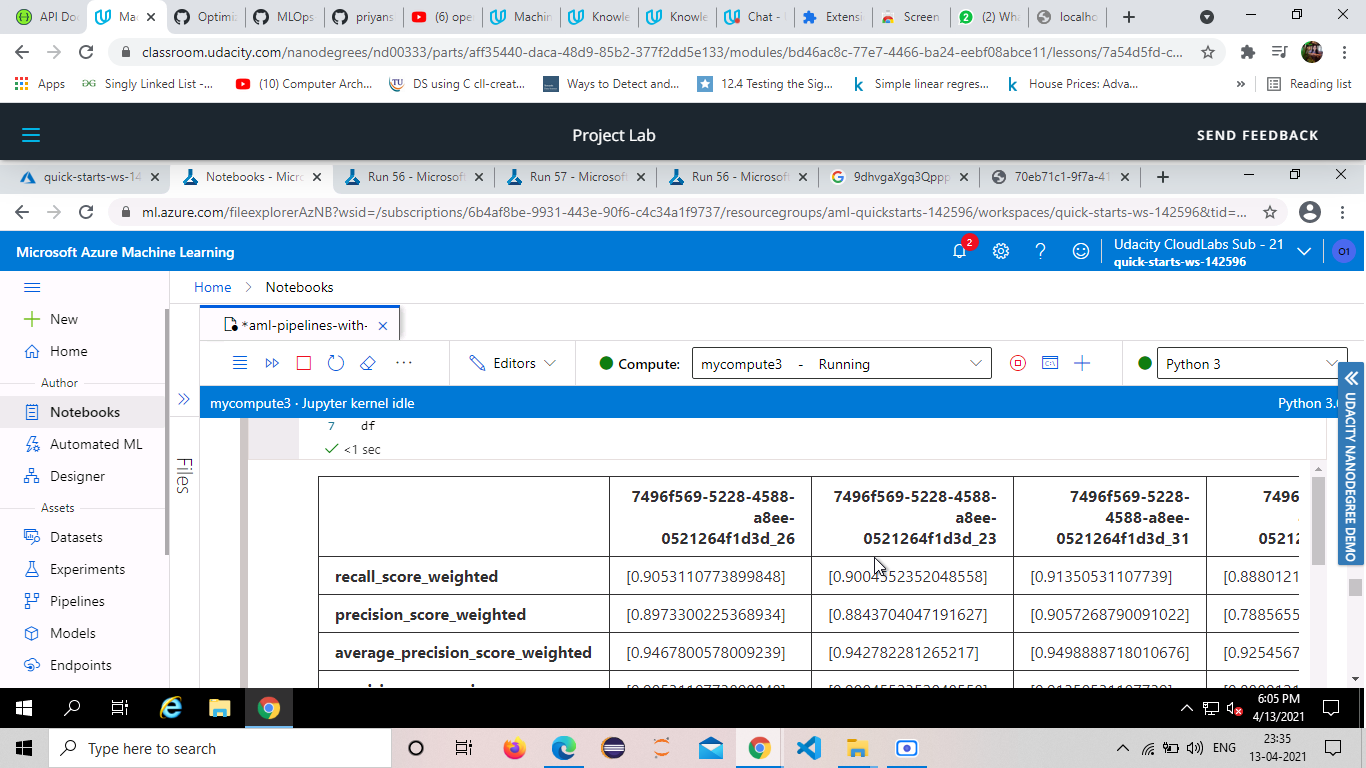 API Do
Ma
Optimi
MLOps
priyans
(6) ope
Machin
Knowle
Knowle
Chat -
Extensi
Screen
(2) Wha
localho
classroom.udacity.com/nanodegrees/nd00333/parts/aff35440-daca-48d9-85b2-377f2dd5e133/modules/bd46ac8c-77e7-4466-ba24-eebf08abce11/lessons/7a54d5fd-c...
Apps
Singly Linked List -...
(10) Computer Arch...
DS using C cll-creat...
Ways to Detect and...
12.4 Testing the Sig...
Simple linear regres...
House Prices: Adva...
»
Reading list
Project Lab
SEND FEEDBACK
quick-starts-ws-14
Notebooks - Micro
Run 56 - Microsof
Run 57 - Microsof
Run 56 - Microsof
9dhvgaXgq3Qppp
70eb71c1-9f7a-41
ml.azure.com/fileexplorerAzNB?wsid=/subscriptions/6b4af8be-9931-443e-90f6-c4c34a1f9737/resourcegroups/aml-quickstarts-142596/workspaces/quick-starts-ws-142596&tid=...
Microsoft Azure Machine Learning
2
Udacity CloudLabs Sub - 21
quick-starts-ws-142596
O1
Home > Notebooks
New
Home
Author
Notebooks
Automated ML
Designer
Assets
Datasets
Experiments
Pipelines
Models
Endpoints
Files
*aml-pipelines-with-
Editors
Compute:
mycompute3 - Running
Python 3
mycompute3 · Jupyter kernel idle
Python 3.
UDACITY NANODEGREE DEMO
7 df
<1 sec
7496f569-5228-4588-a8ee-0521264f1d3d_26
7496f569-5228-4588-a8ee-0521264f1d3d_23
7496f569-5228-4588-a8ee-0521264f1d3d_31
7496
0521
recall_score_weighted [0.9053110773899848] [0.9004552352048558] [0.91350531107739] [0.8880121
precision_score_weighted [0.8973300225368934] [0.8843704047191627] [0.9057268790091022] [0.7885655
average_precision_score_weighted [0.9467800578009239] [0.942782281265217] [0.9498888718010676] [0.9254567
6:05 PM
4/13/2021
Type here to search
ENG
23:35
13-04-2021